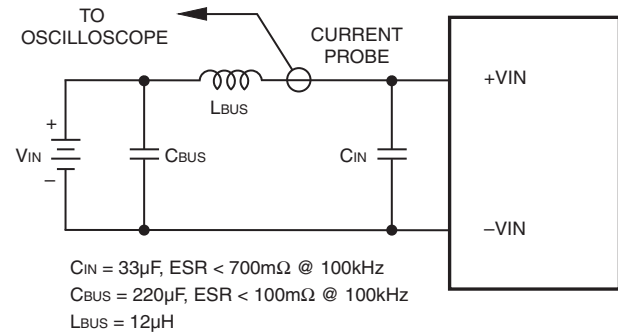 TO
OSCILLOSCOPE
CURRENT
PROBE
+VIN
LBUS
+
VIN
CBUS
CIN
–
–VIN
CIN = 33µF, ESR < 700mΩ @ 100kHz
CBUS = 220µF, ESR < 100mΩ @ 100kHz
LBUS = 12µH